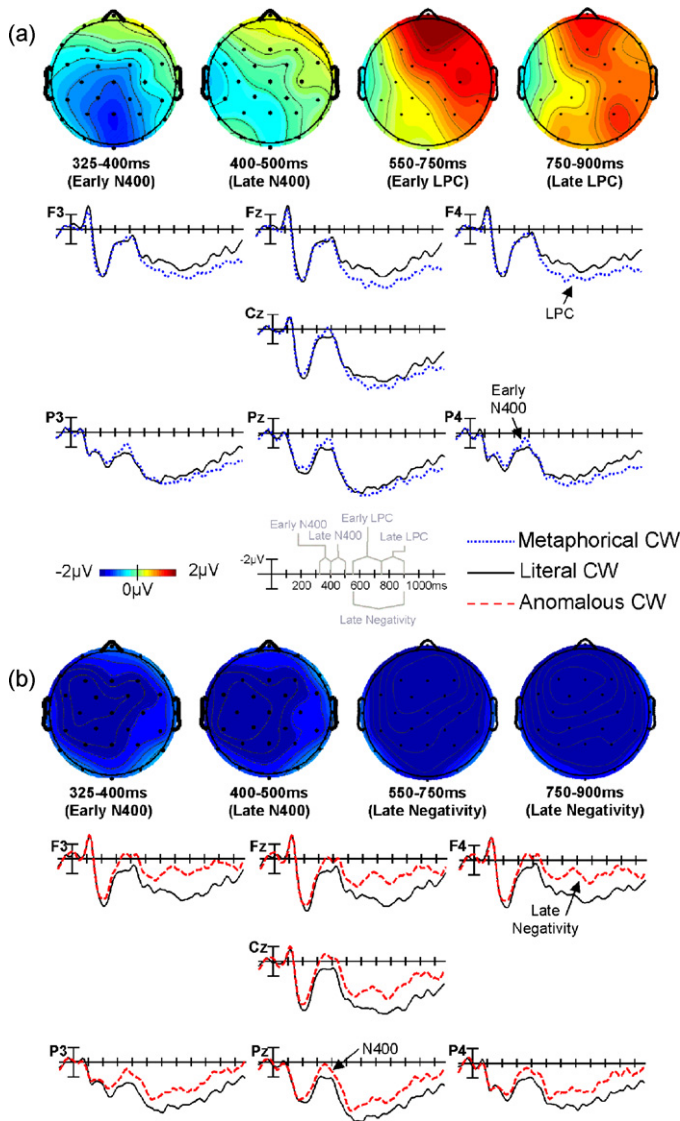 (a)
325-400ms 400-500ms 550-750ms 750-900ms
(Early N400) (Late N400) (Early LPC) (Late LPC)
F3 Fz F4
LPC
Cz
Early
N400
P3 Pz P4
Early LPC
Early N400 Late N400 Late LPC
-2µV 2µV
0µV
-2µV
200 400 600 800 1000ms
Late Negativity
Metaphorical CW
Literal CW
Anomalous CW
(b)
325-400ms 400-500ms 550-750ms 750-900ms
(Early N400) (Late N400) (Late Negativity) (Late Negativity)
F3 Fz F4
Late
Negativity
Cz
N400
P3 Pz P4